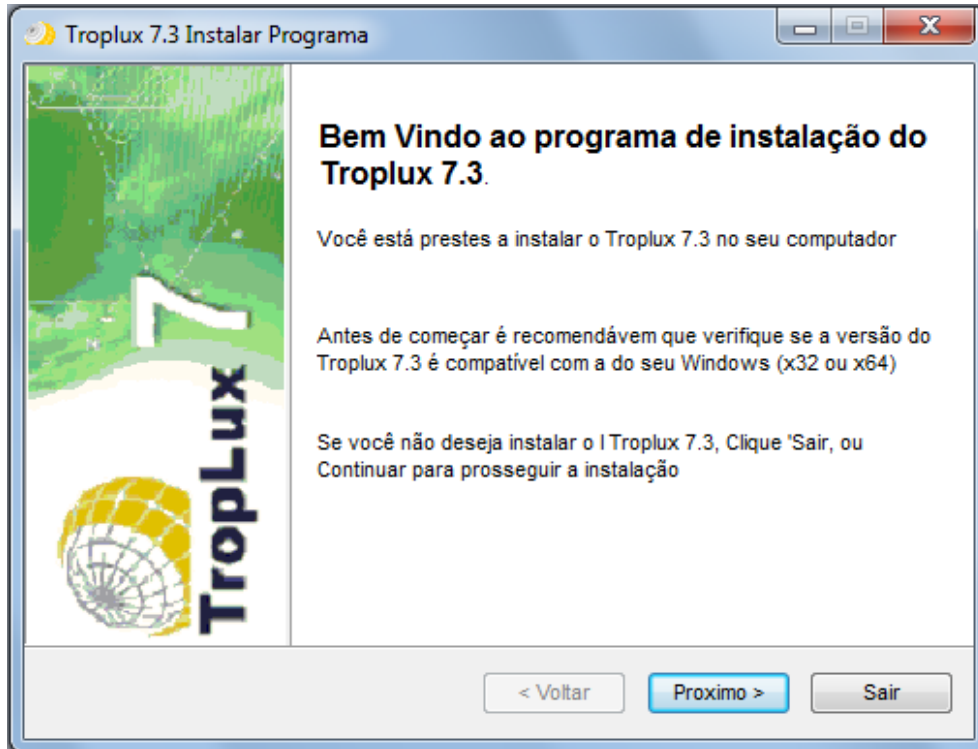 Troplux 7.3 Instalar Programa
Bem Vindo ao programa de instalação do
Troplux 7.3.
Você está prestes a instalar o Troplux 7.3 no seu computador
Antes de começar é recomendávem que verifique se a versão do
Troplux 7.3 é compatível com a do seu Windows (x32 ou x64)
Se você não deseja instalar o I Troplux 7.3, Clique 'Sair, ou
Continuar para prosseguir a instalação
TropLux 7
< Voltar
Proximo >
Sair